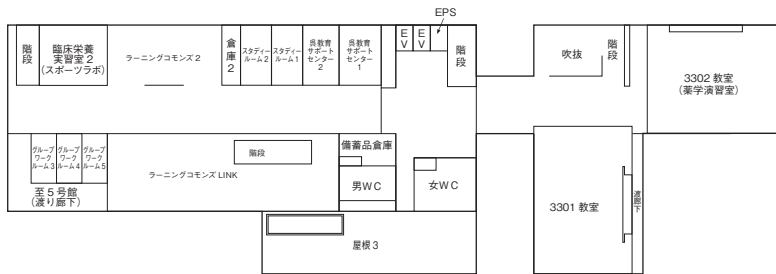 階段
臨床栄養
実習室2
（スポーツラボ）
ラーニングコモンズ2
倉庫2
スタディー
ルーム2
スタディー
ルーム1
呉教育
サポート
センター
2
呉教育
サポート
センター
1
EV
EV
EPS
階段
吹抜
階段
3302 教室
（薬学演習室）
グループ
ワーク
ルーム3
グループ
ワーク
ルーム4
グループ
ワーク
ルーム5
至5号館
（渡り廊下）
ラーニングコモンズ LINK
階段
備蓄品倉庫
男WC
女WC
屋根3
3301 教室
渡廊下